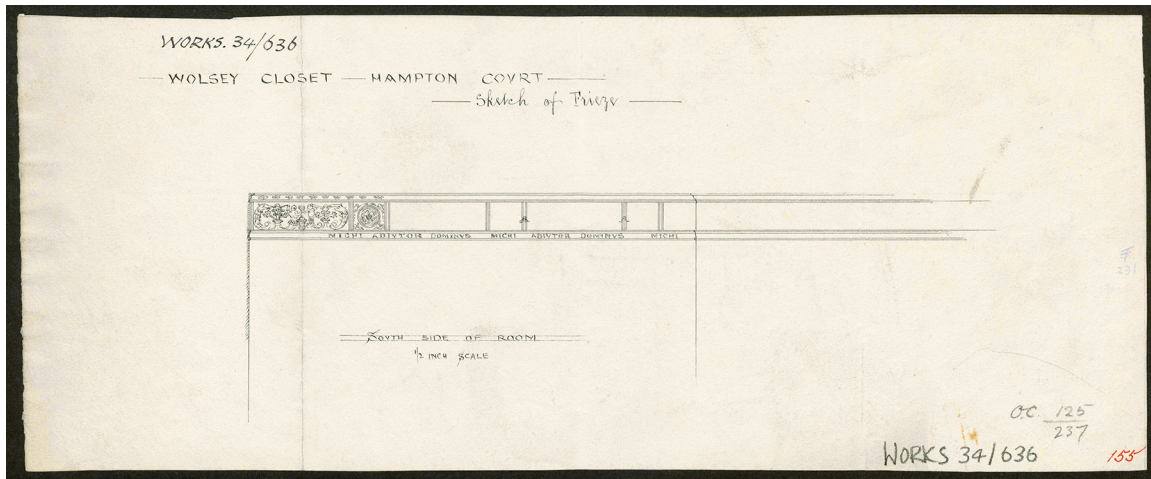 WORKS. 34/636
WOLSEY CLOSET — HAMPTON COVRT
Sketch of Frieze
MICHI ADIVTOR DOMINVS MICHI ADIVTOR DOMINVS MICHI
231
SOVTH SIDE OF ROOM
1/2 INCH SCALE
O.C. 125
237
WORKS 34/636
155